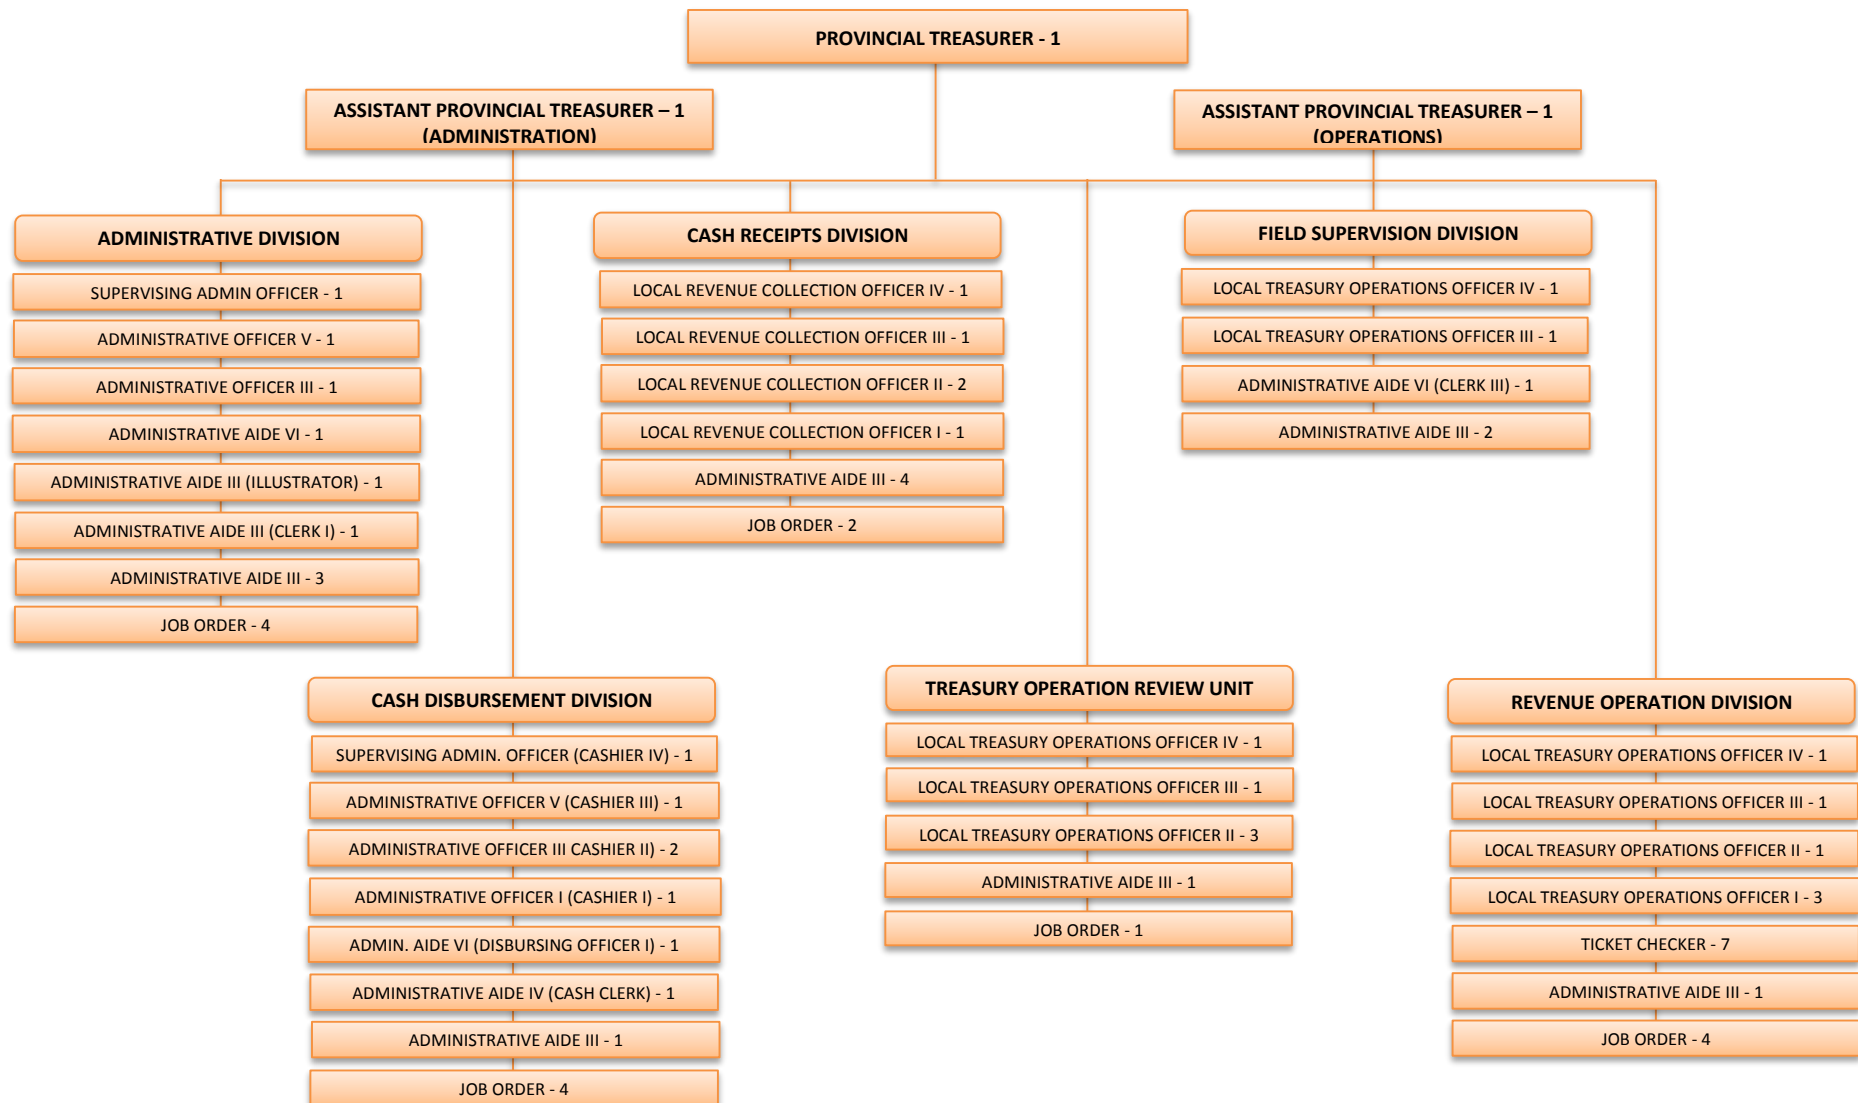 PROVINCIAL TREASURER - 1
ASSISTANT PROVINCIAL TREASURER – 1
(ADMINISTRATION)
ASSISTANT PROVINCIAL TREASURER – 1
(OPERATIONS)
ADMINISTRATIVE DIVISION
SUPERVISING ADMIN OFFICER - 1
ADMINISTRATIVE OFFICER V - 1
ADMINISTRATIVE OFFICER III - 1
ADMINISTRATIVE AIDE VI - 1
ADMINISTRATIVE AIDE III (ILLUSTRATOR) - 1
ADMINISTRATIVE AIDE III (CLERK I) - 1
ADMINISTRATIVE AIDE III - 3
JOB ORDER - 4
CASH RECEIPTS DIVISION
LOCAL REVENUE COLLECTION OFFICER IV - 1
LOCAL REVENUE COLLECTION OFFICER III - 1
LOCAL REVENUE COLLECTION OFFICER II - 2
LOCAL REVENUE COLLECTION OFFICER I - 1
ADMINISTRATIVE AIDE III - 4
JOB ORDER - 2
FIELD SUPERVISION DIVISION
LOCAL TREASURY OPERATIONS OFFICER IV - 1
LOCAL TREASURY OPERATIONS OFFICER III - 1
ADMINISTRATIVE AIDE VI (CLERK III) - 1
ADMINISTRATIVE AIDE III - 2
CASH DISBURSEMENT DIVISION
SUPERVISING ADMIN. OFFICER (CASHIER IV) - 1
ADMINISTRATIVE OFFICER V (CASHIER III) - 1
ADMINISTRATIVE OFFICER III CASHIER II) - 2
ADMINISTRATIVE OFFICER I (CASHIER I) - 1
ADMIN. AIDE VI (DISBURSING OFFICER I) - 1
ADMINISTRATIVE AIDE IV (CASH CLERK) - 1
ADMINISTRATIVE AIDE III - 1
JOB ORDER - 4
TREASURY OPERATION REVIEW UNIT
LOCAL TREASURY OPERATIONS OFFICER IV - 1
LOCAL TREASURY OPERATIONS OFFICER III - 1
LOCAL TREASURY OPERATIONS OFFICER II - 3
ADMINISTRATIVE AIDE III - 1
JOB ORDER - 1
REVENUE OPERATION DIVISION
LOCAL TREASURY OPERATIONS OFFICER IV - 1
LOCAL TREASURY OPERATIONS OFFICER III - 1
LOCAL TREASURY OPERATIONS OFFICER II - 1
LOCAL TREASURY OPERATIONS OFFICER I - 3
TICKET CHECKER - 7
ADMINISTRATIVE AIDE III - 1
JOB ORDER - 4